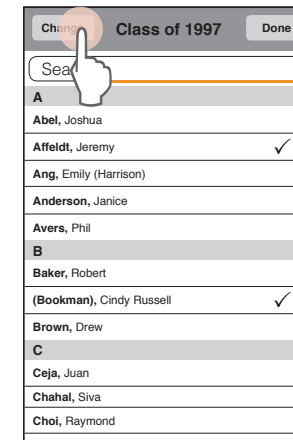 Change Class of 1997 Done
Sea
A
Abel, Joshua
Affeldt, Jeremy
Ang, Emily (Harrison)
Anderson, Janice
Avers, Phil
B
Baker, Robert
(Bookman), Cindy Russell
Brown, Drew
C
Ceja, Juan
Chahal, Siva
Choi, Raymond